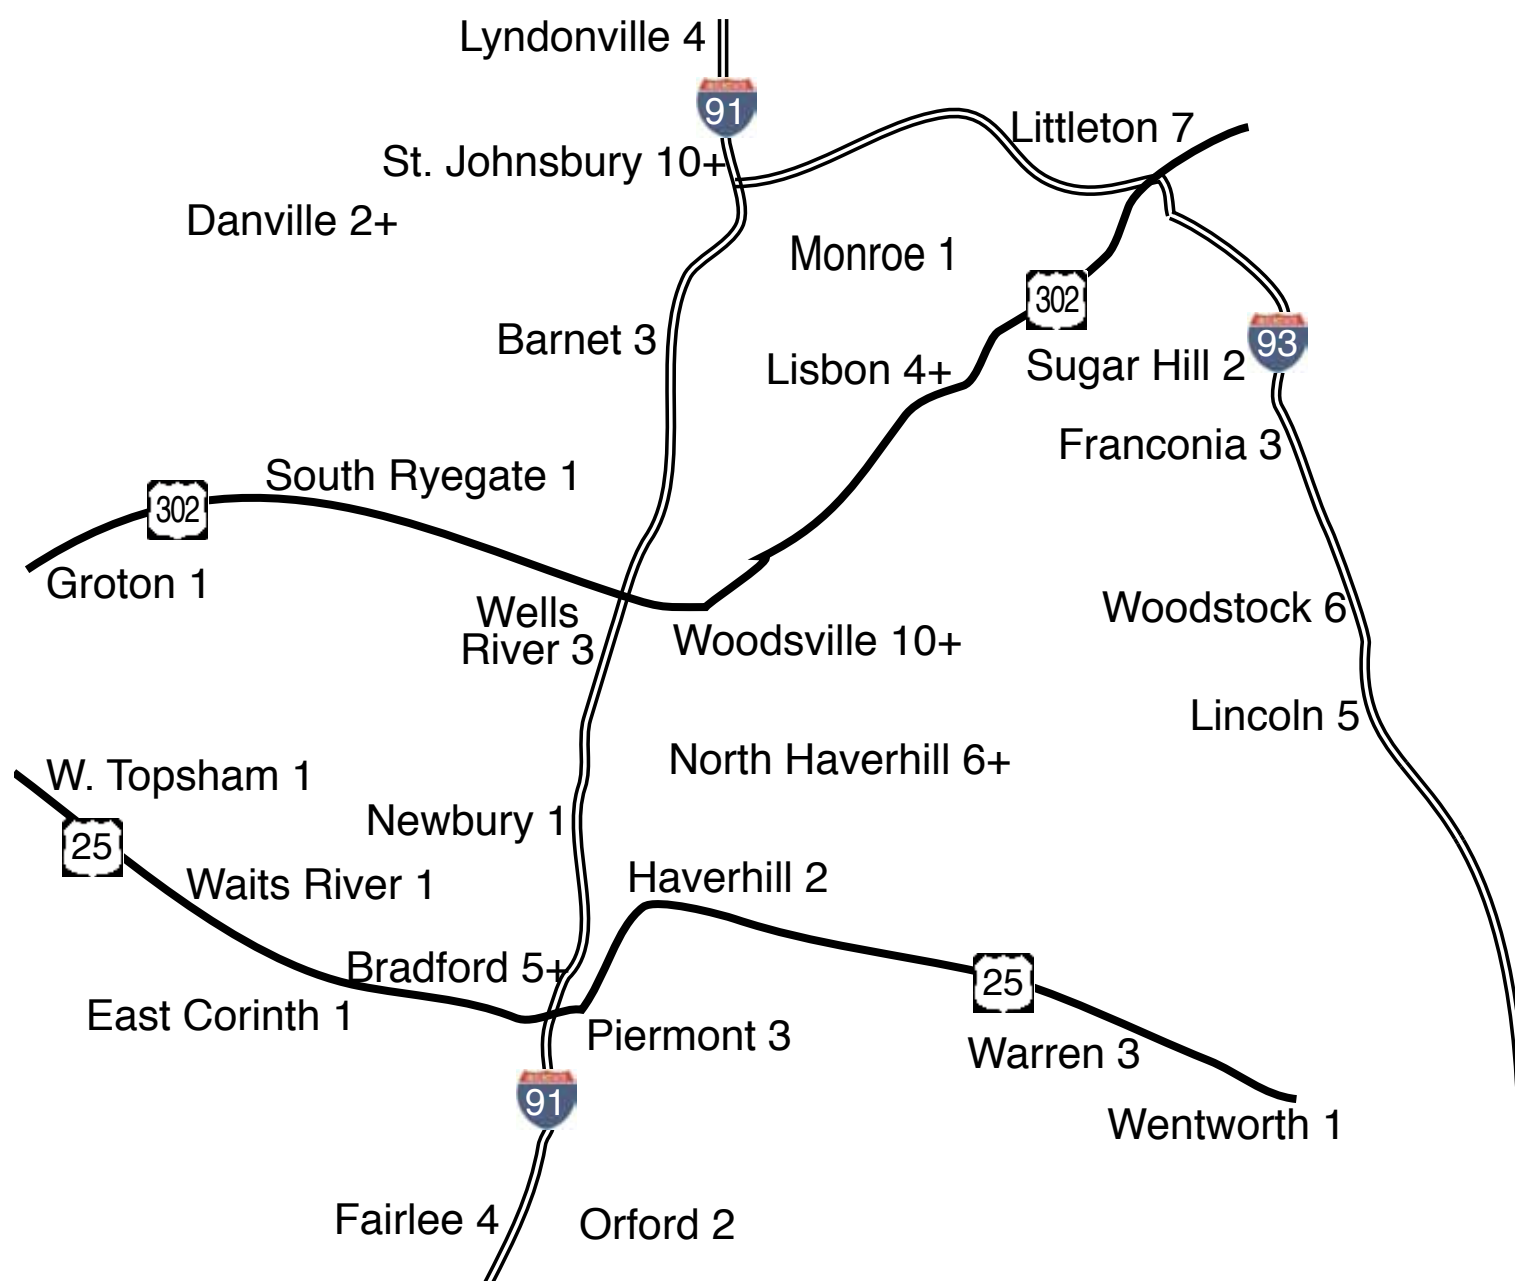 Lyndonville 4
91
Littleton 7
St. Johnsbury 10+
Danville 2+
Monroe 1
302
Barnet 3
93
Lisbon 4+
Sugar Hill 2
Franconia 3
South Ryegate 1
302
Groton 1
Wells
River 3
Woodsville 10+
Woodstock 6
Lincoln 5
North Haverhill 6+
W. Topsham 1
Newbury 1
25
Waits River 1
Haverhill 2
Bradford 5+
25
East Corinth 1
Piermont 3
Warren 3
91
Wentworth 1
Fairlee 4
Orford 2